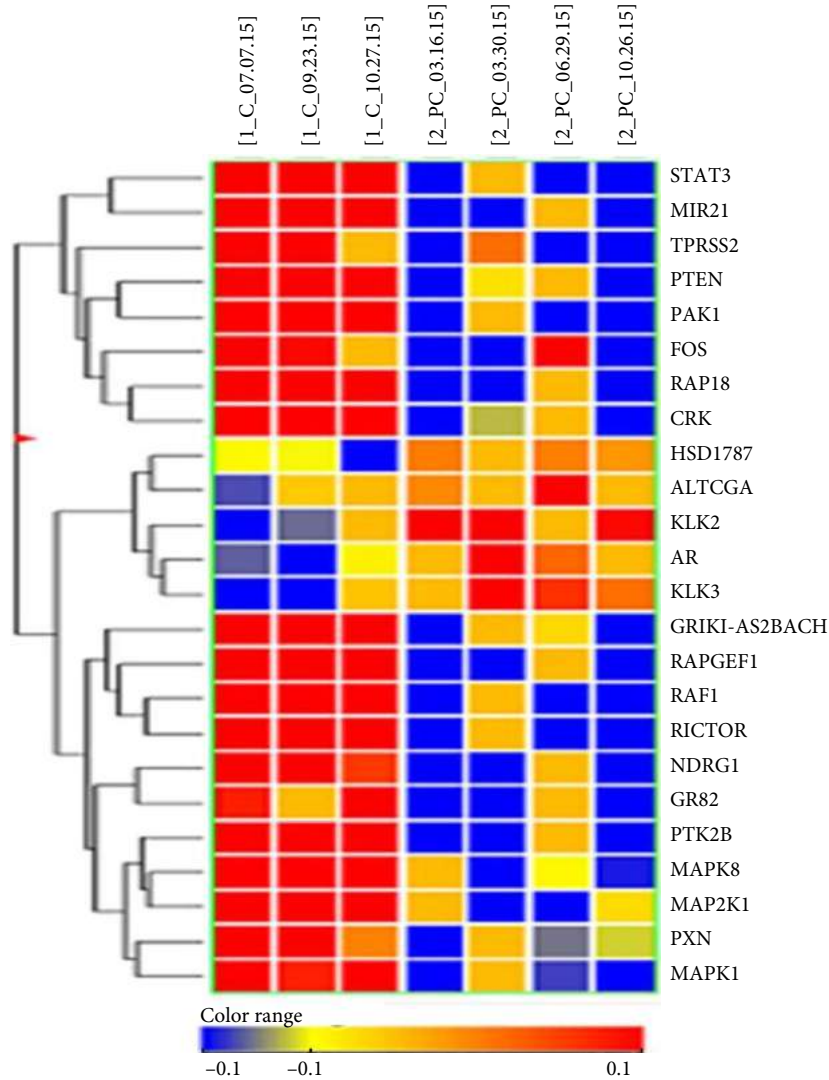 [1_C_07.07.15]
[1_C_09.23.15]
[1_C_10.27.15]
[2_PC_03.16.15]
[2_PC_03.30.15]
[2_PC_06.29.15]
[2_PC_10.26.15]
STAT3
MIR21
TPRSS2
PTEN
PAK1
FOS
RAP18
CRK
HSD1787
ALTCGA
KLK2
AR
KLK3
GRIKI-AS2BACH
RAPGEF1
RAF1
RICTOR
NDRG1
GR82
PTK2B
MAPK8
MAP2K1
PXN
MAPK1
Color range
–0.1 –0.1 0.1